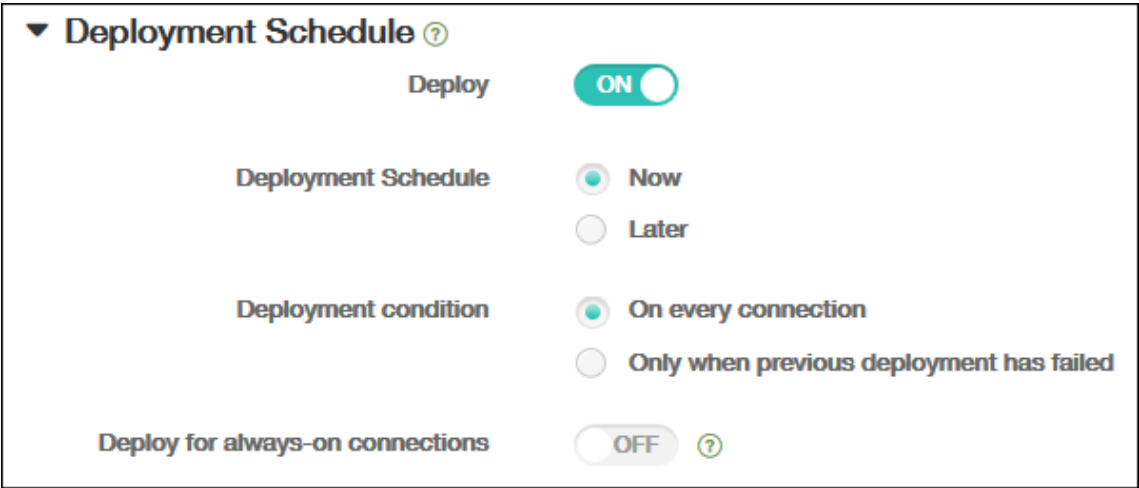 Deployment Schedule ?
Deploy ON
Deployment Schedule Now
Later
Deployment condition On every connection
Only when previous deployment has failed
Deploy for always-on connections OFF ?